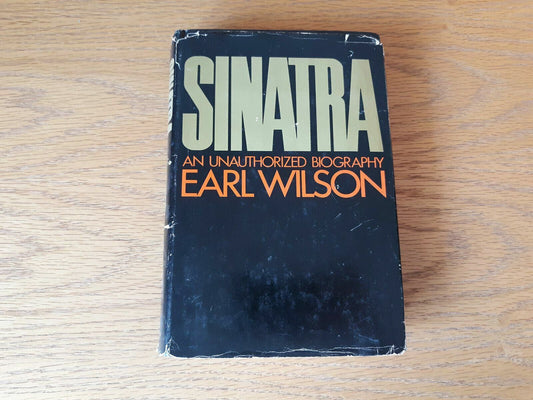 SINATRA
AN UNAUTHORIZED BIOGRAPHY
EARL WILSON